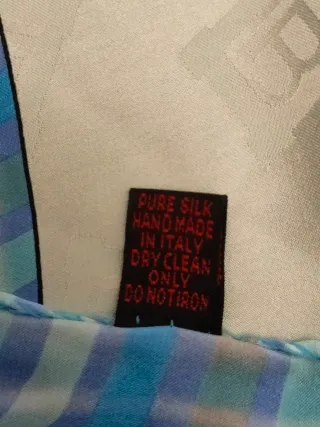 PURE SILK
HAND MADE
IN ITALY
DRY CLEAN
ONLY
DO NOT IRON
B